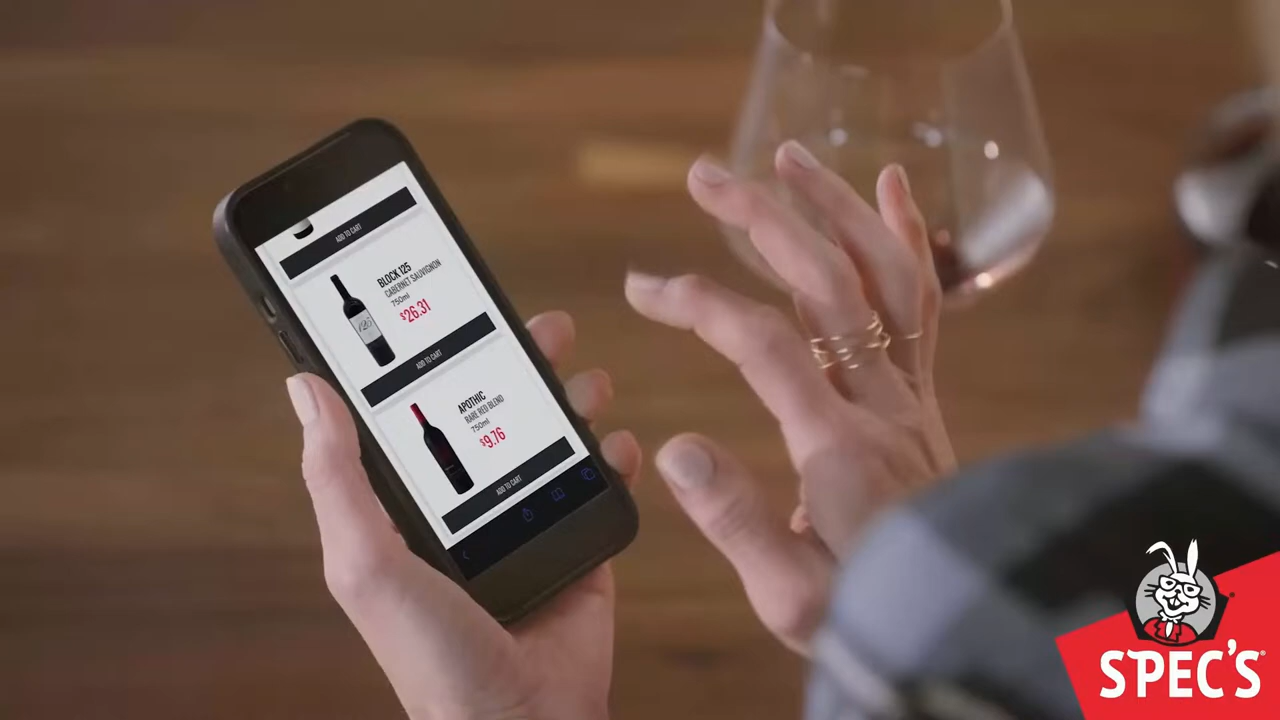 ADD TO CART
BLOCK 125
CABERNET SAUVIGNON
750ml
$26.31
125
ADD TO CART
APOTHIC
RARE RED BLEND
750ml
$9.76
ADD TO CART
SPEC'S